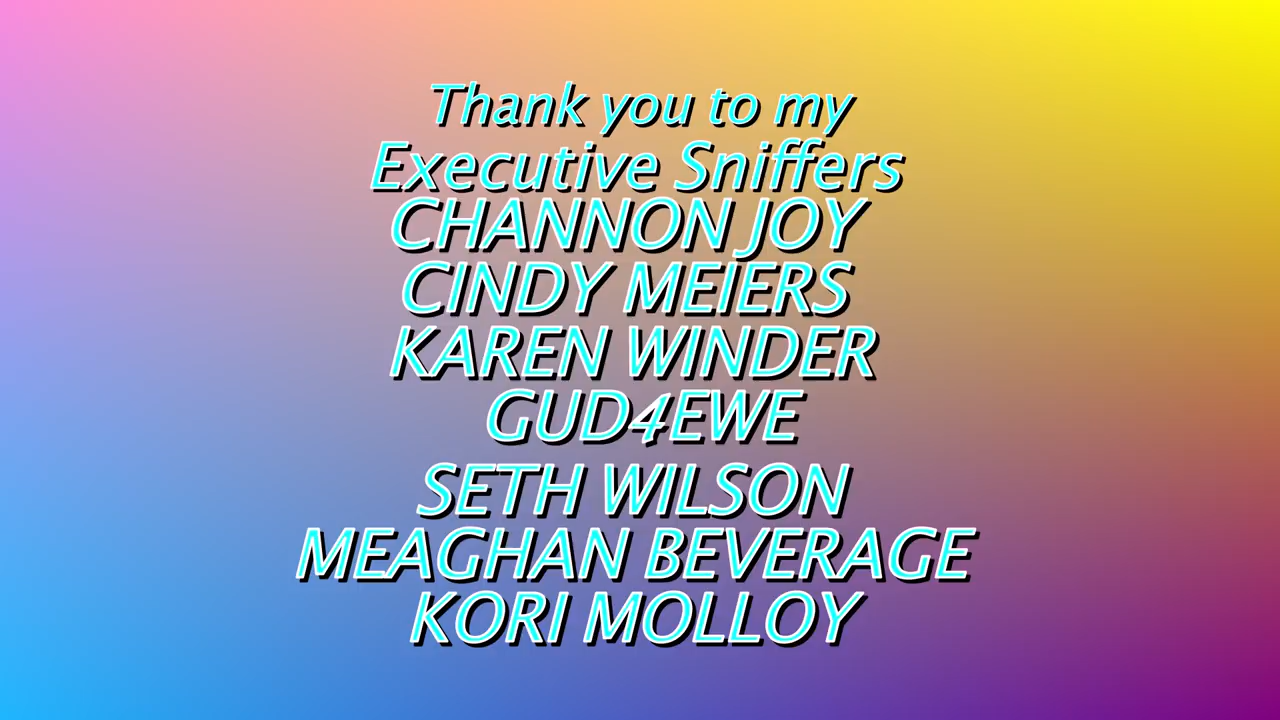 Thank you to my
Executive Sniffers
CHANNON JOY
CINDY MEIERS
KAREN WINDER
GUD4EWE
SETH WILSON
MEAGHAN BEVERAGE
KORI MOLLOY